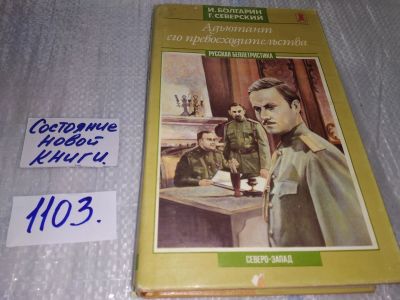 И. БОЛГАРИН
Г. СЕВЕРСКИЙ
Адъютант
его превосходительства
РУССКАЯ БЕЛЛЕТРИСТИКА
Состояние
новой
книги.
1103.
СЕВЕРО-ЗАПАД